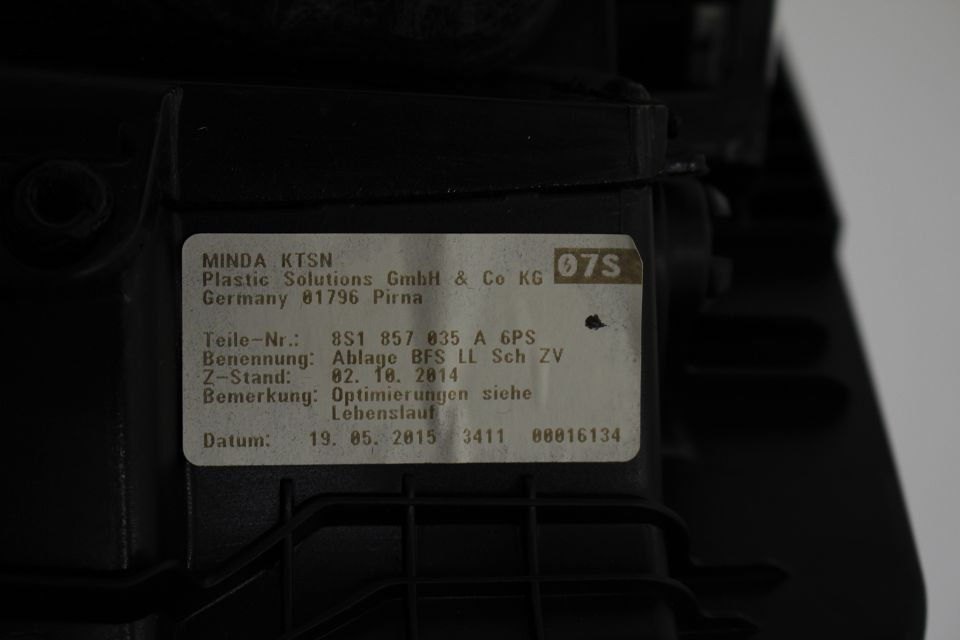 MINDA KTSN
Plastic Solutions GmbH & Co KG
Germany 01796 Pirna
07S
Teile-Nr.: 8S1 857 035 A 6PS
Benennung: Ablage BFS LL Sch ZV
Z-Stand: 02. 10. 2014
Bemerkung: Optimierungen siehe
Lebenslauf
Datum: 19. 05. 2015 3411 00016134